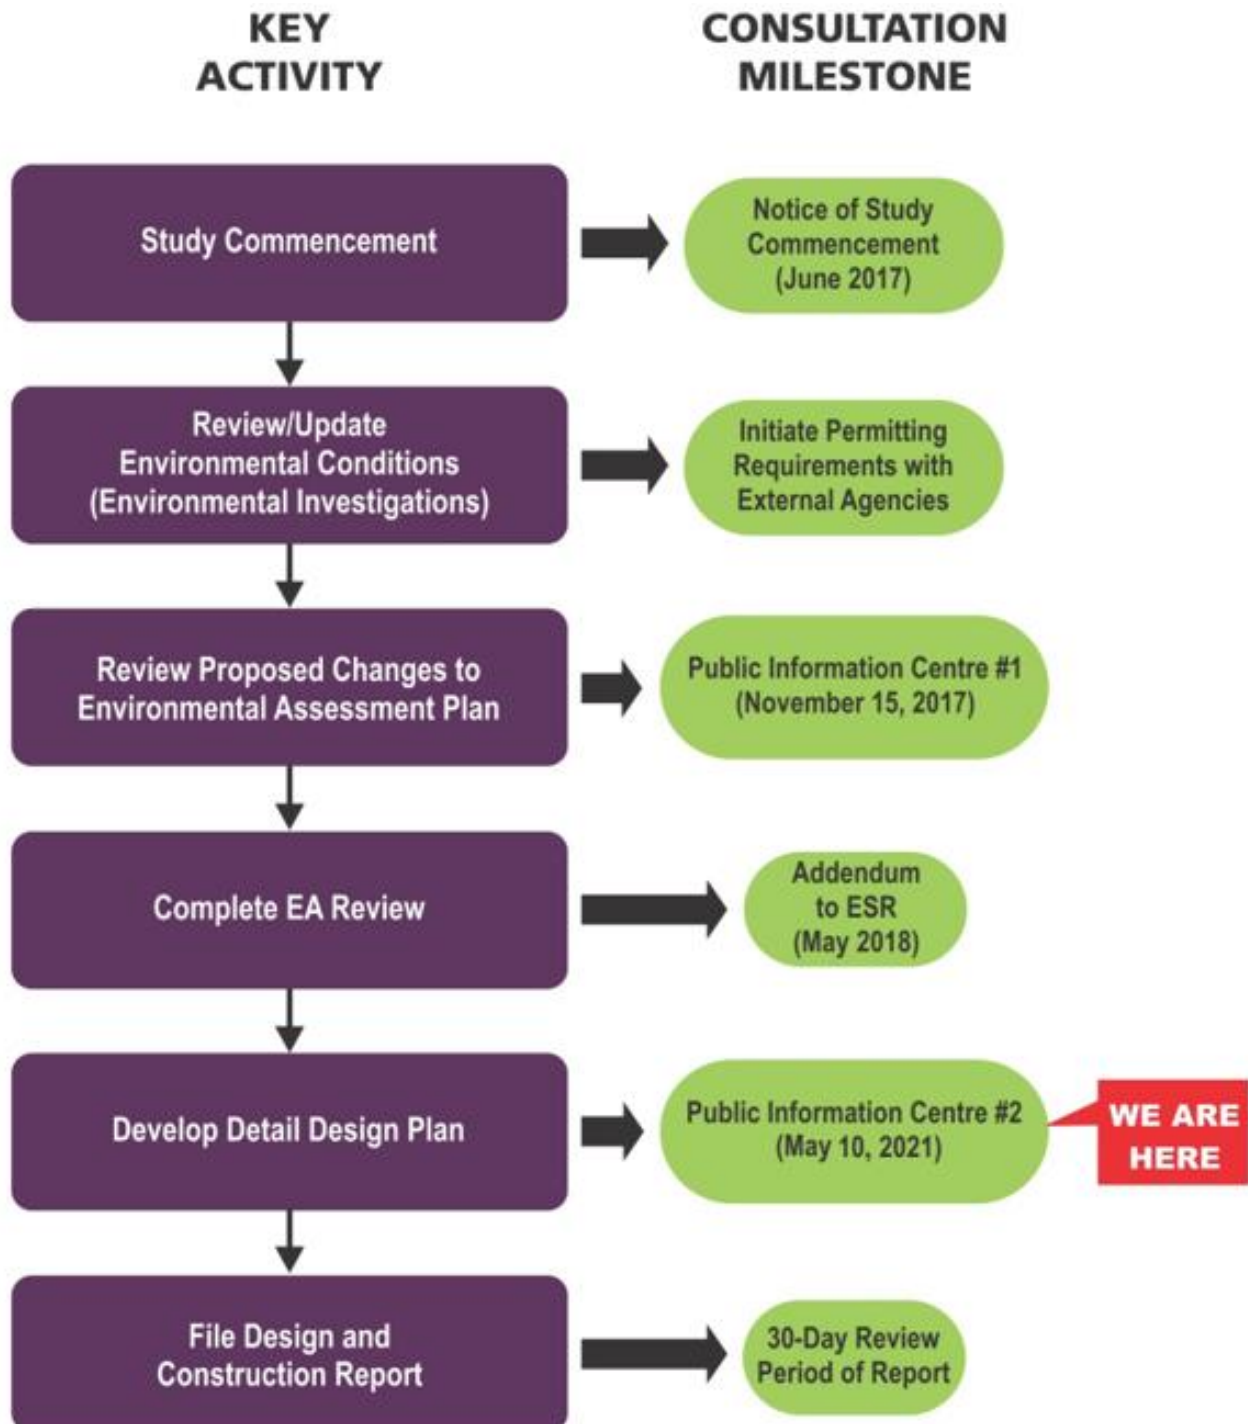 KEY
ACTIVITY
CONSULTATION
MILESTONE
Study Commencement
Notice of Study
Commencement
(June 2017)
Review/Update
Environmental Conditions
(Environmental Investigations)
Initiate Permitting
Requirements with
External Agencies
Review Proposed Changes to
Environmental Assessment Plan
Public Information Centre #1
(November 15, 2017)
Complete EA Review
Addendum
to ESR
(May 2018)
Develop Detail Design Plan
Public Information Centre #2
(May 10, 2021)
WE ARE
HERE
File Design and
Construction Report
30-Day Review
Period of Report